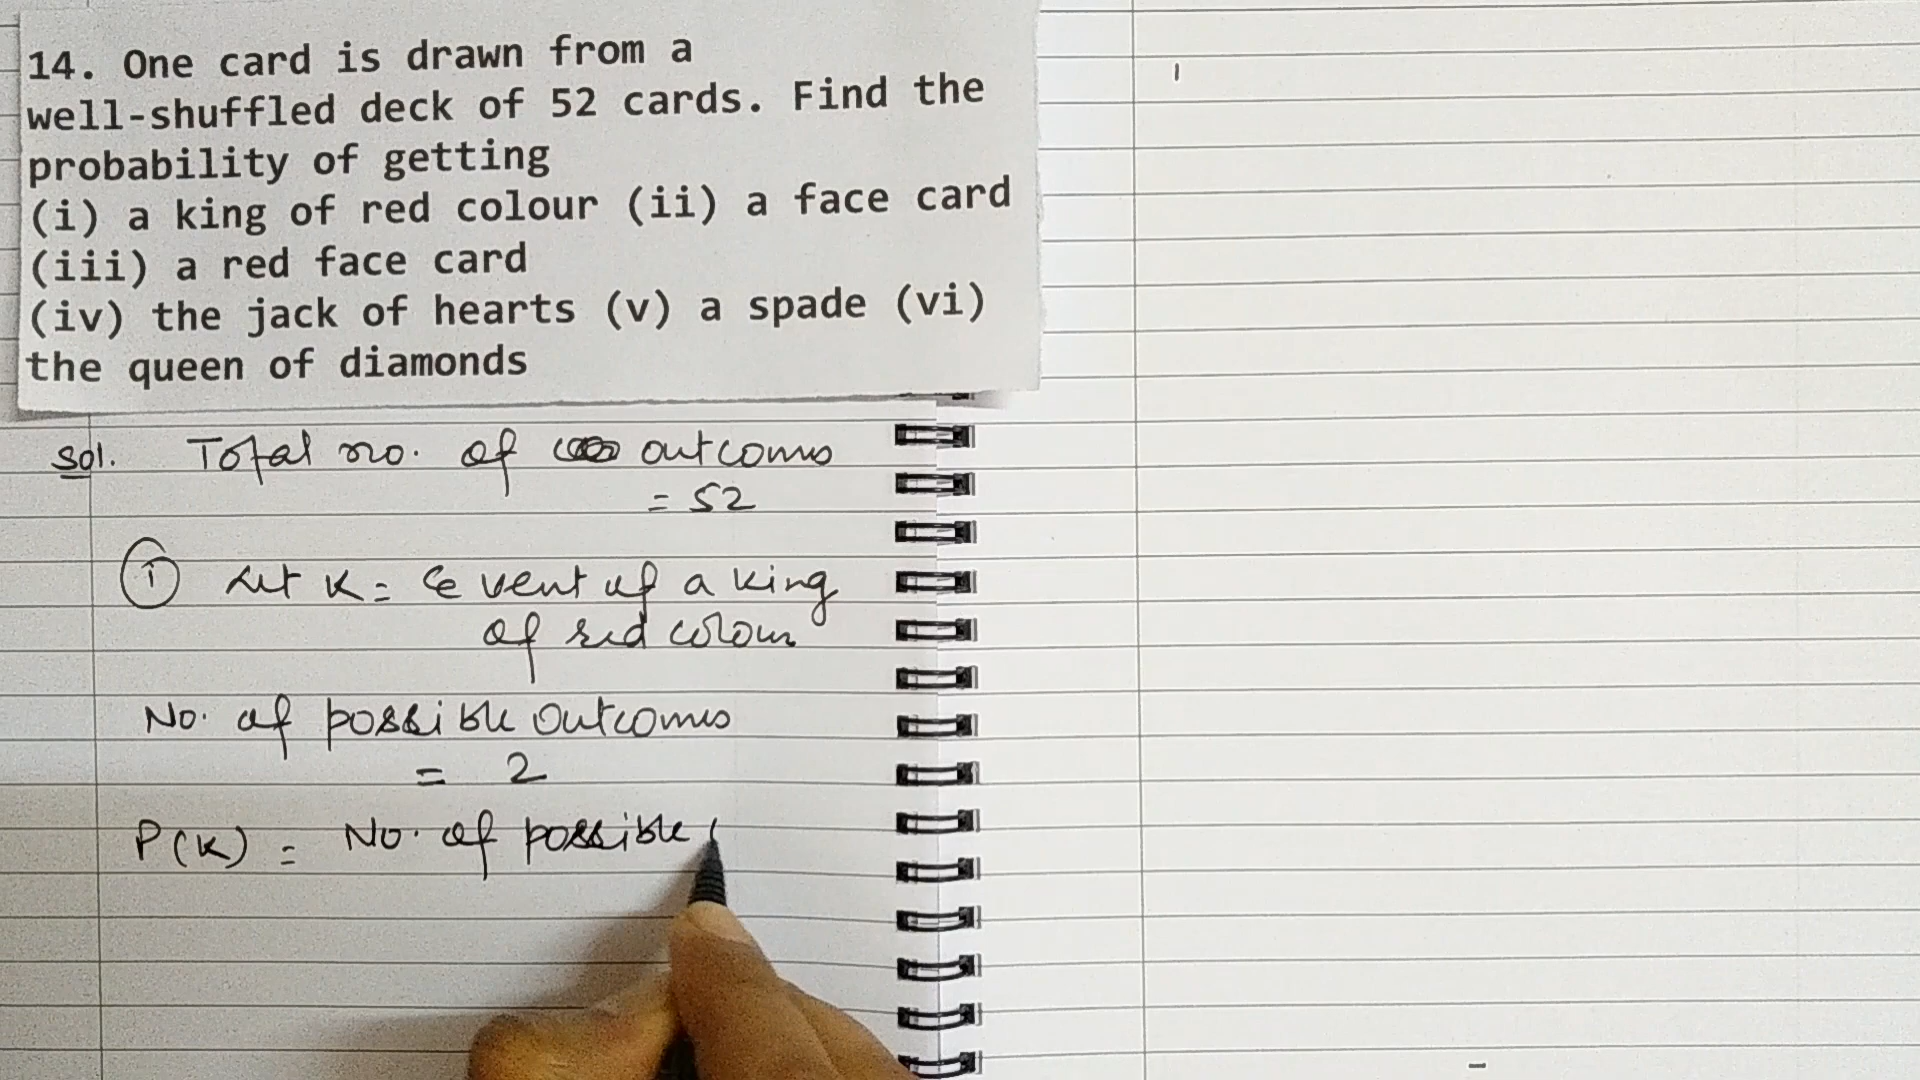 14. One card is drawn from a
well-shuffled deck of 52 cards. Find the
probability of getting
(i) a king of red colour (ii) a face card
(iii) a red face card
(iv) the jack of hearts (v) a spade (vi)
the queen of diamonds
Sol. Total no. of outcomes
= 52
(i) Let K = event of a king
of red colour
No. of possible outcomes
= 2
P(K) = No. of possible